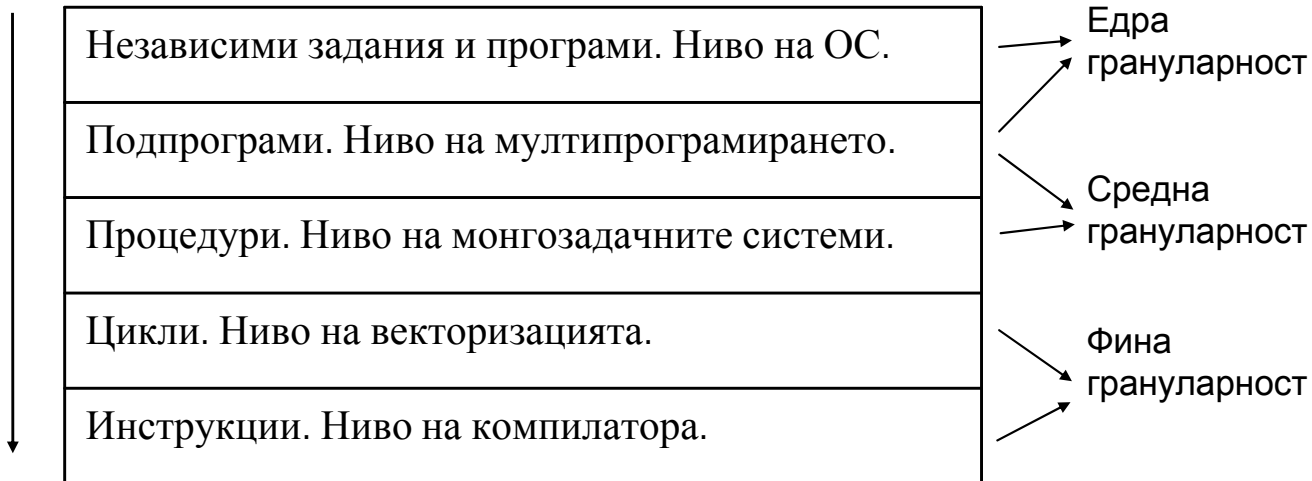 Независими задания и програми. Ниво на ОС.
Подпрограми. Ниво на мултипрограмирането.
Процедури. Ниво на монгозадачните системи.
Цикли. Ниво на векторизацията.
Инструкции. Ниво на компилатора.
Едра
грануларност
Средна
грануларност
Фина
грануларност